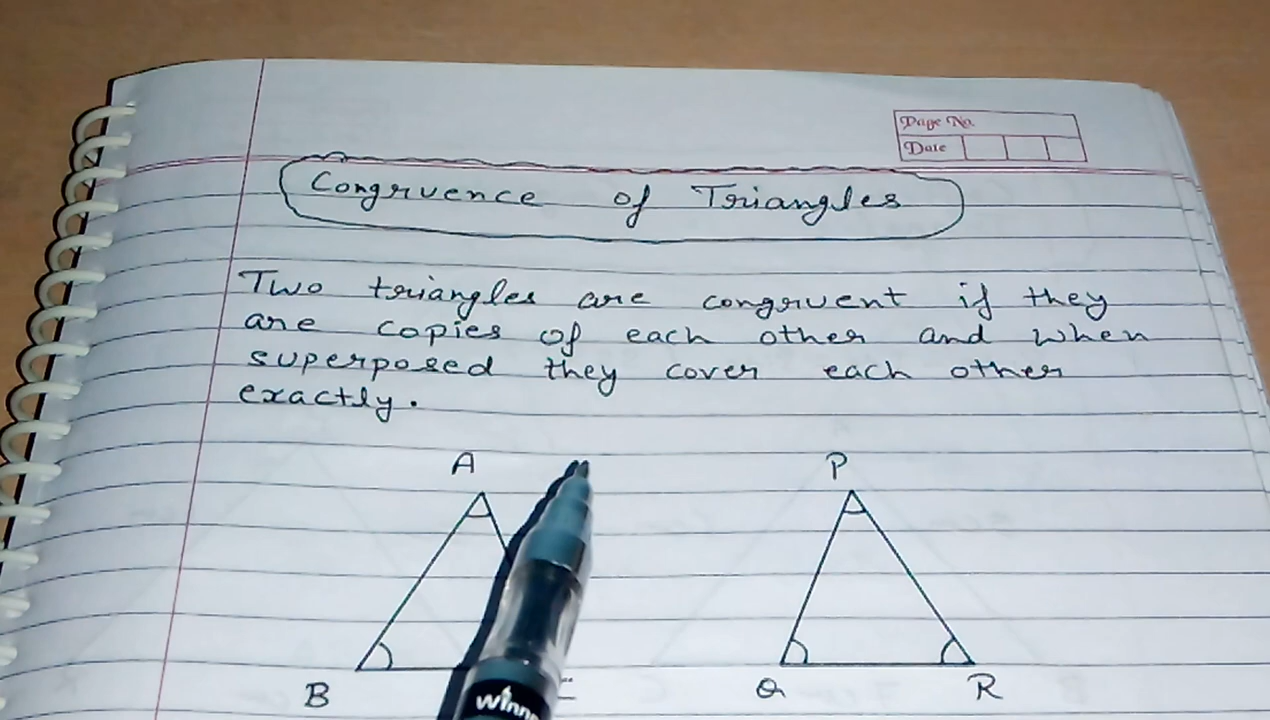 Page No.
Date
Congruence of Triangles
Two triangles are congruent if they
are copies of each other and when
superposed they cover each other
exactly.
A P
B Q R